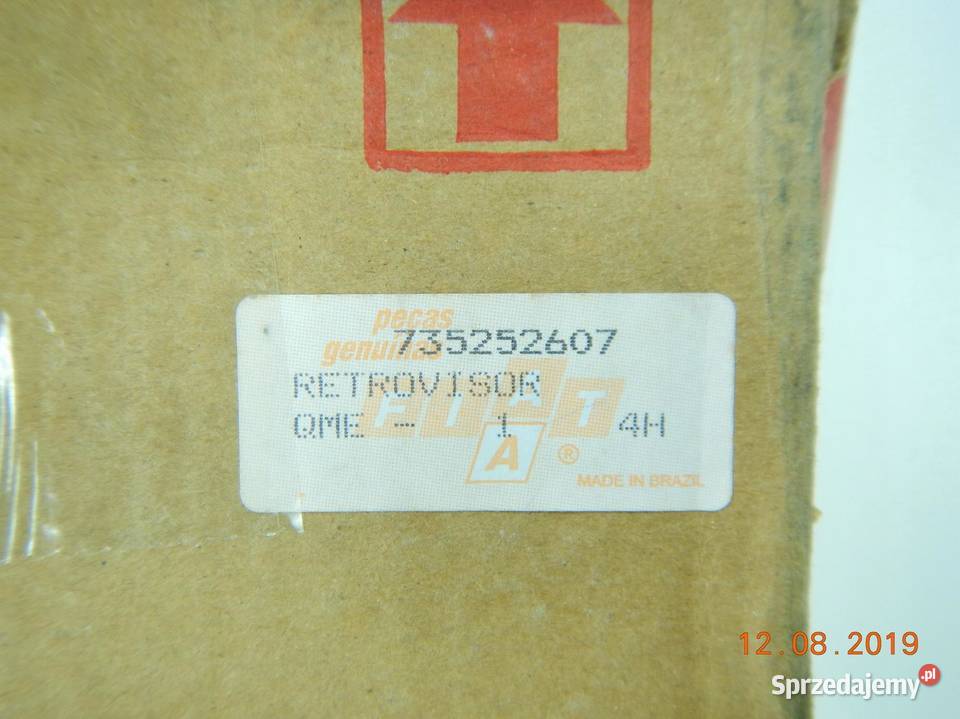 peças
genuínas
735252607
RETROVISOR
FIAT
QME - 1 4H
A®
MADE IN BRAZIL
12.08.2019
Sprzedajemy.pl